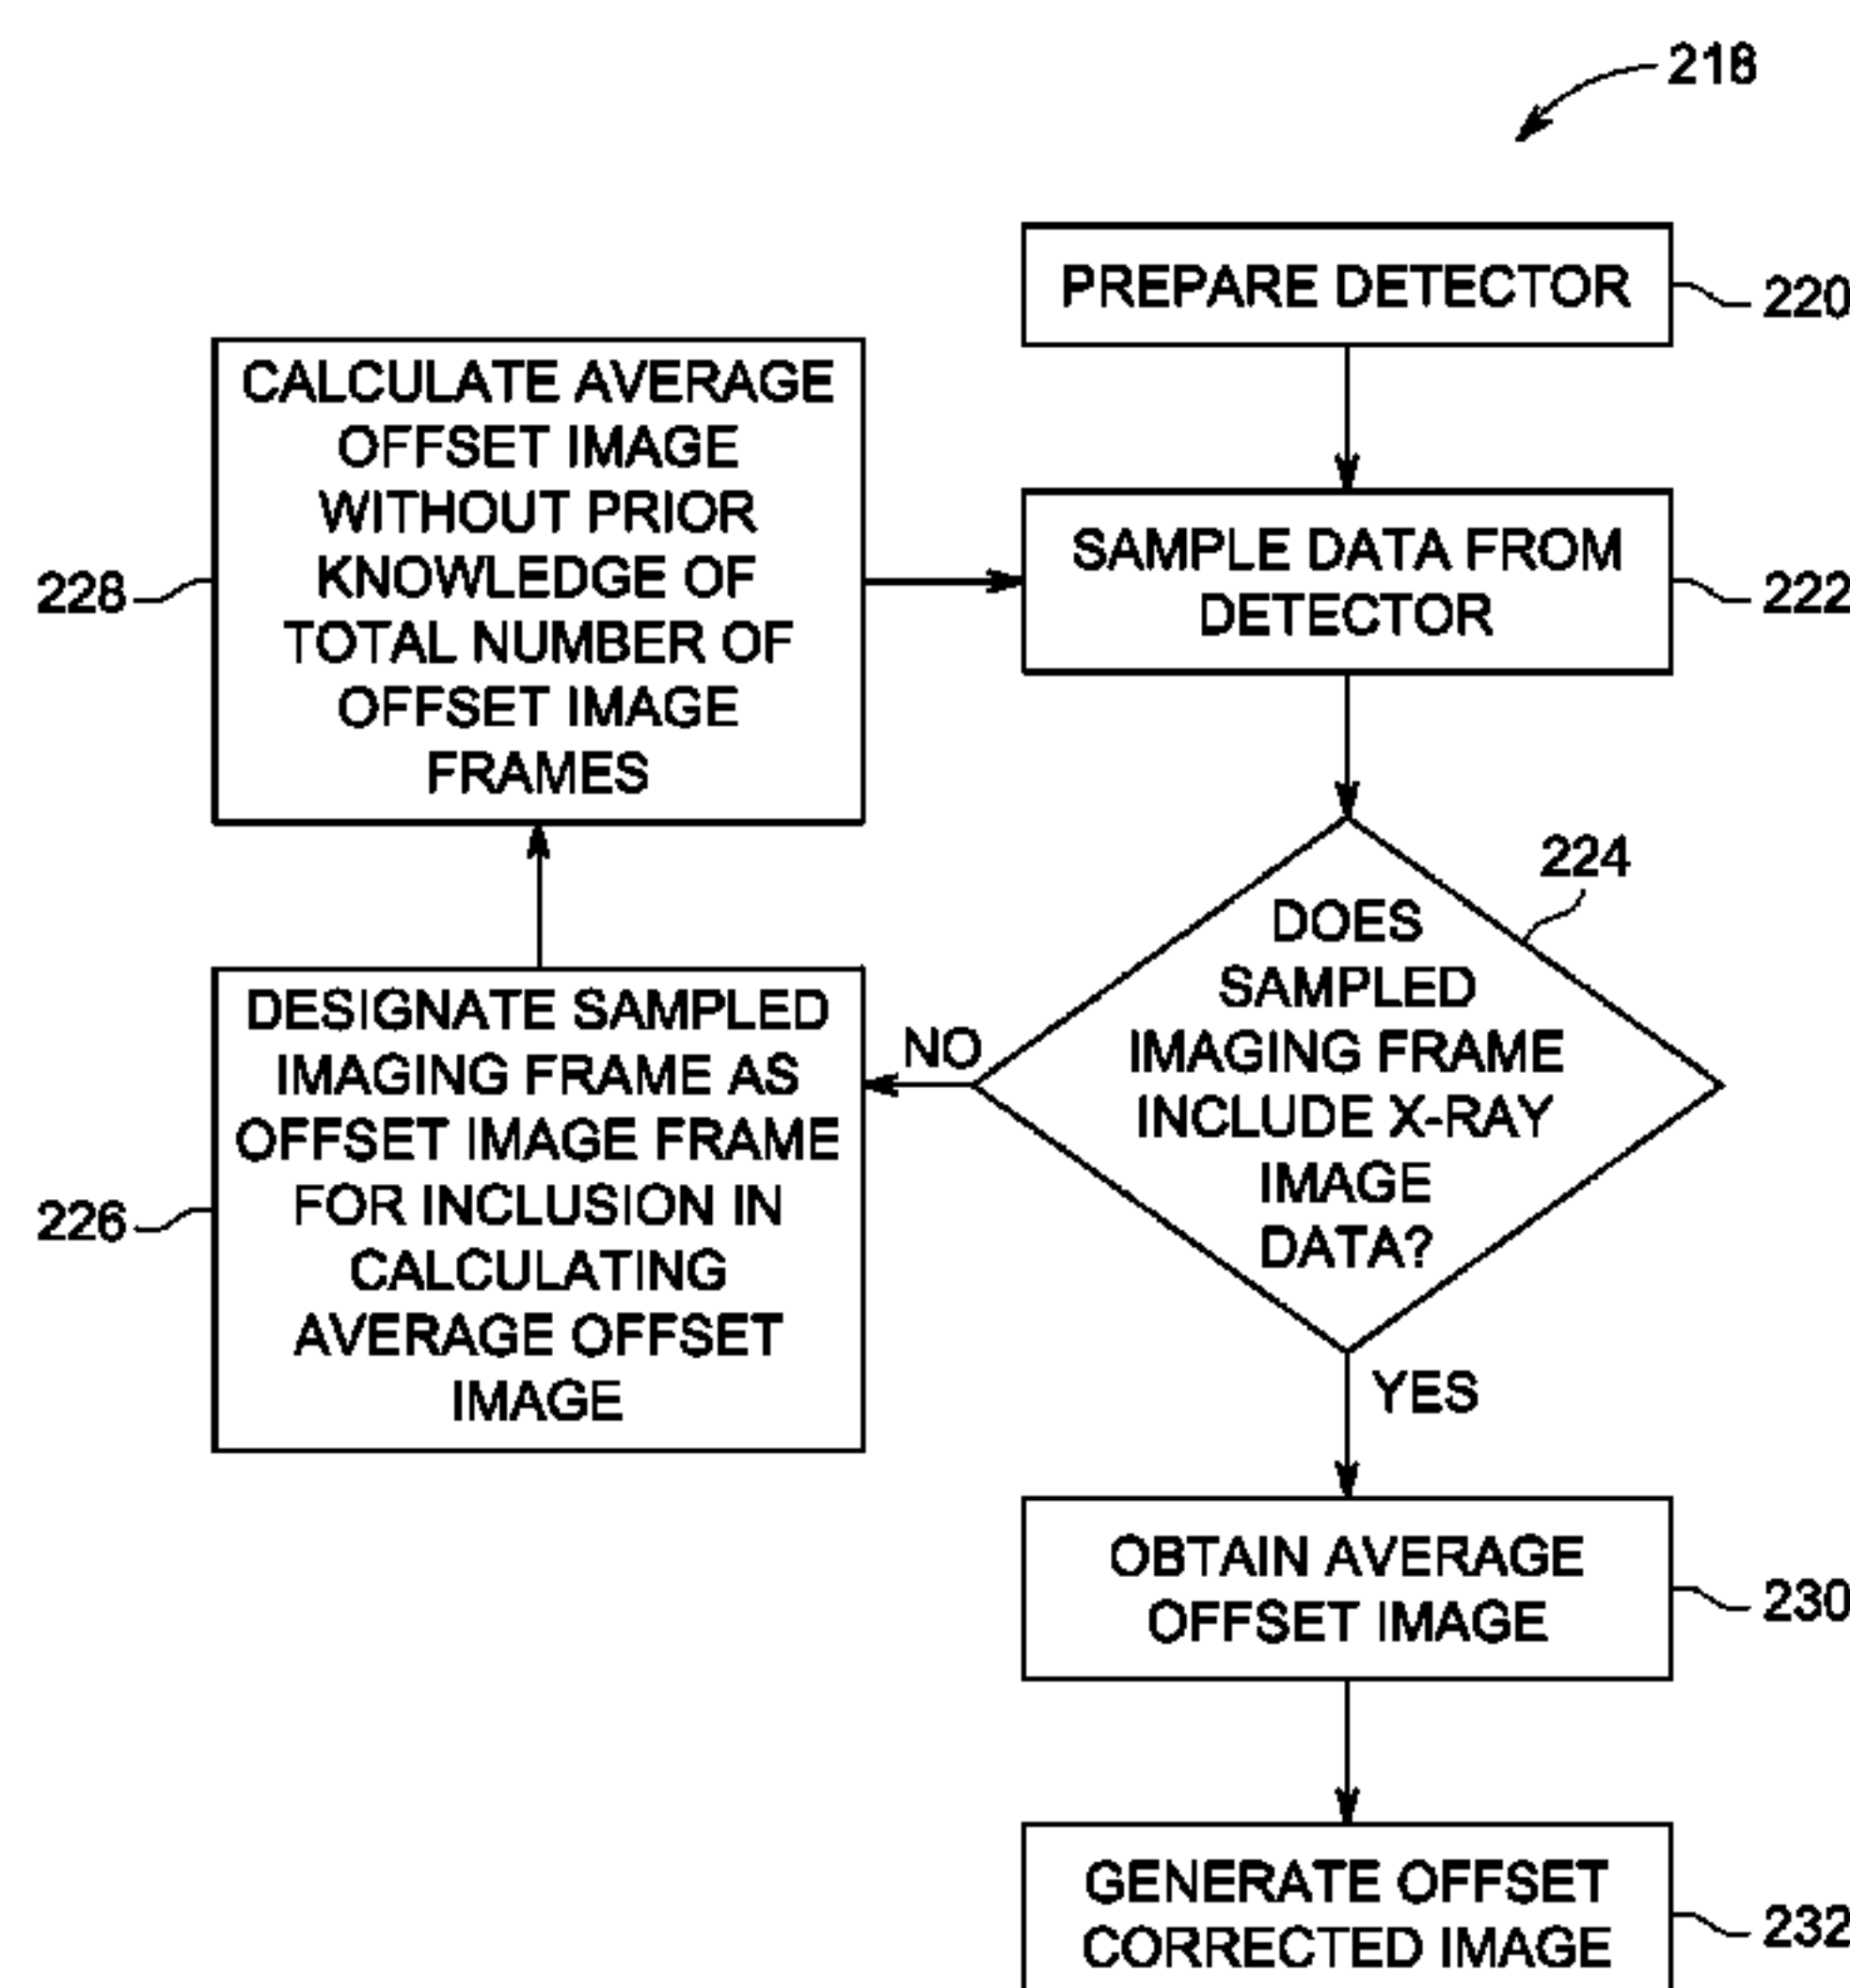 218
PREPARE DETECTOR
220
SAMPLE DATA FROM
DETECTOR
222
CALCULATE AVERAGE
OFFSET IMAGE
WITHOUT PRIOR
KNOWLEDGE OF
TOTAL NUMBER OF
OFFSET IMAGE
FRAMES
228
224
DOES
SAMPLED
IMAGING FRAME
INCLUDE X-RAY
IMAGE
DATA?
NO
DESIGNATE SAMPLED
IMAGING FRAME AS
OFFSET IMAGE FRAME
FOR INCLUSION IN
CALCULATING
AVERAGE OFFSET
IMAGE
226
YES
OBTAIN AVERAGE
OFFSET IMAGE
230
GENERATE OFFSET
CORRECTED IMAGE
232